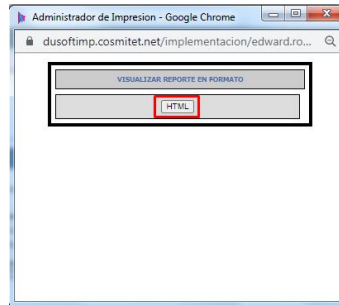 Administrador de Impresion - Google Chrome
dusoftimp.cosmitet.net/implementacion/edward.ro...
VISUALIZAR REPORTE EN FORMATO
HTML